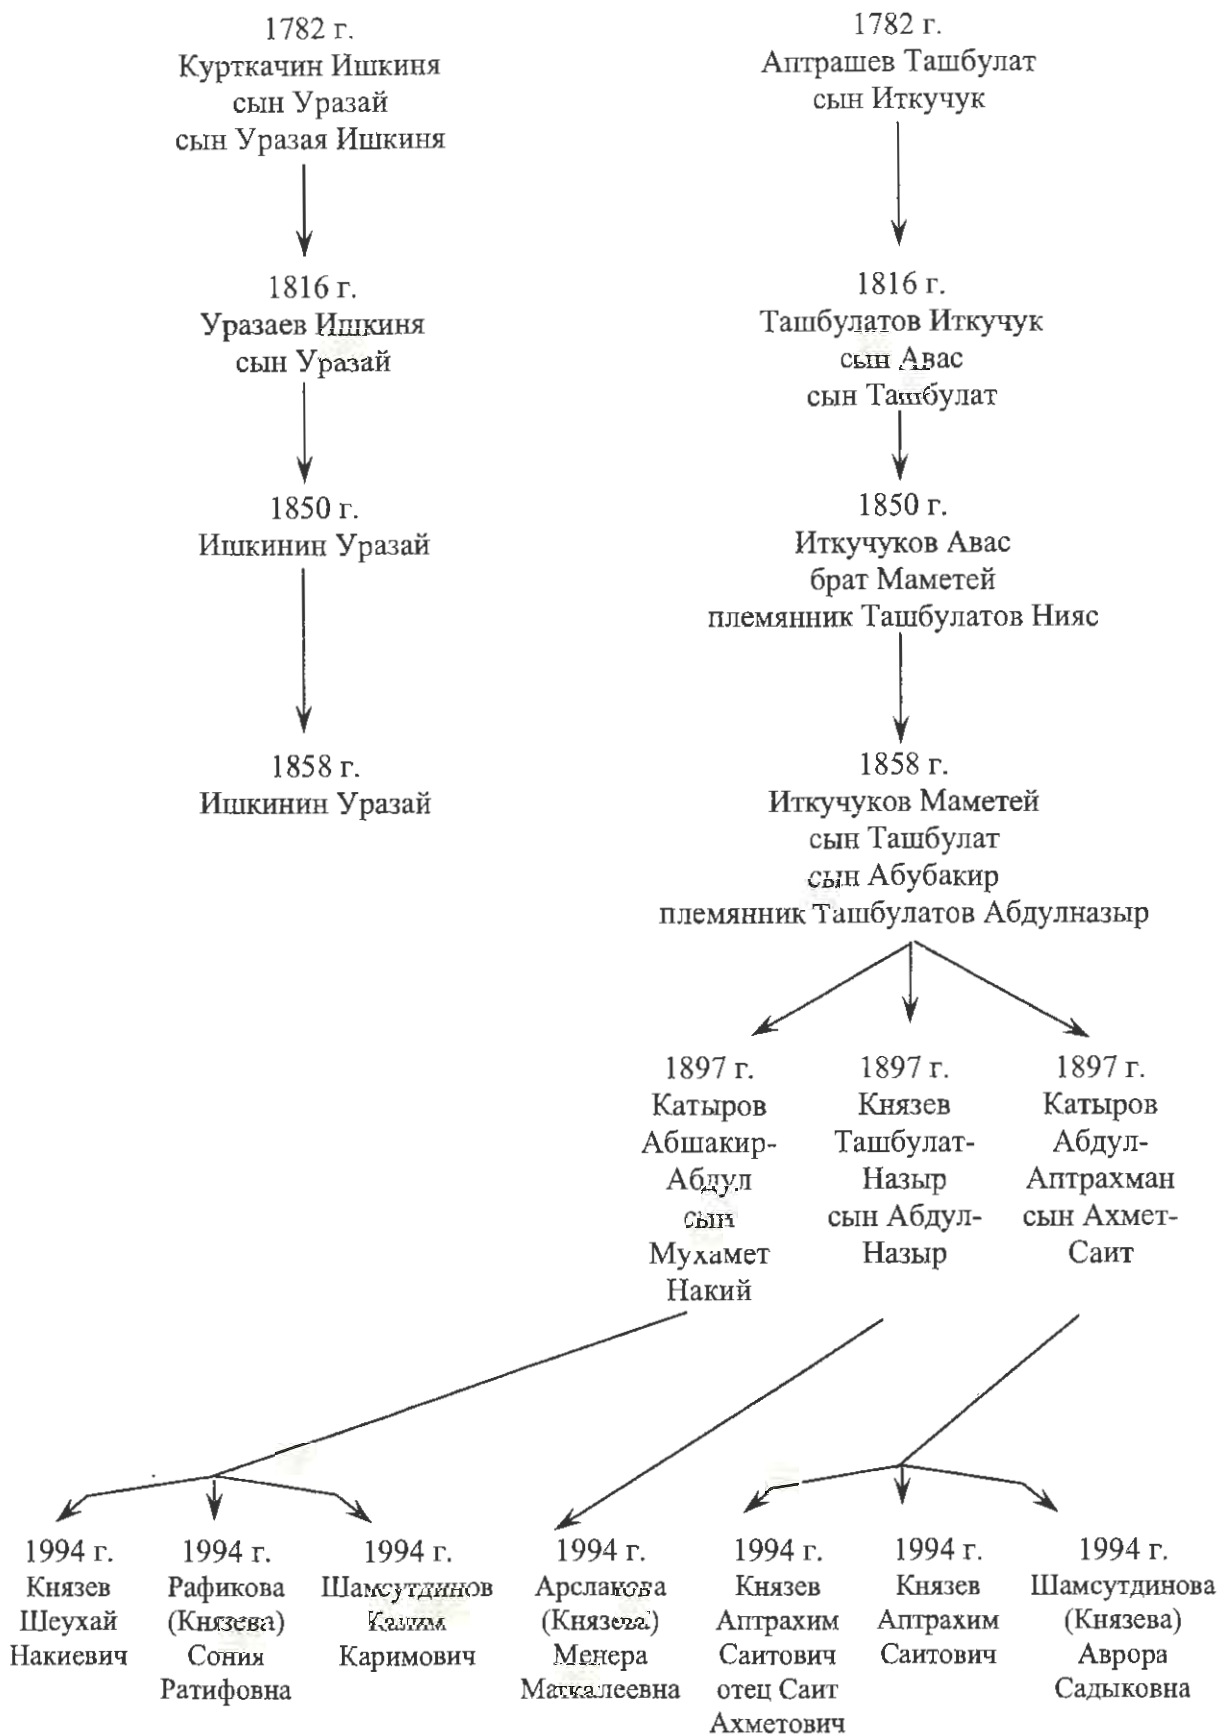 1782 г.
Курткачин Ишкиня
сын Уразай
сын Уразая Ишкиня
1816 г.
Уразаев Ишкиня
сын Уразай
1850 г.
Ишкинин Уразай
1858 г.
Ишкинин Уразай
1782 г.
Аптрашев Ташбулат
сын Иткучук
1816 г.
Ташбулатов Иткучук
сын Авас
сын Ташбулат
1850 г.
Иткучуков Авас
брат Маметей
племянник Ташбулатов Нияс
1858 г.
Иткучуков Маметей
сын Ташбулат
сын Абубакир
племянник Ташбулатов Абдулназыр
1897 г.
Катыров
Абшакир-
Абдул
сын
Мухамет
Накий
1897 г.
Князев
Ташбулат-
Назыр
сын Абдул-
Назыр
1897 г.
Катыров
Абдул-
Аптрахман
сын Ахмет-
Саит
1994 г.
Князев
Шеухай
Накиевич
1994 г.
Рафикова
(Князева)
Сония
Ратифовна
1994 г.
Шамсутдинов
Каримович
1994 г.
Арсланова
(Князева)
Менера
Маткалеевна
1994 г.
Князев
Аптрахим
Саитович
отец Саит
Ахметович
1994 г.
Князев
Аптрахим
Саитович
1994 г.
Шамсутдинова
(Князева)
Аврора
Садыковна